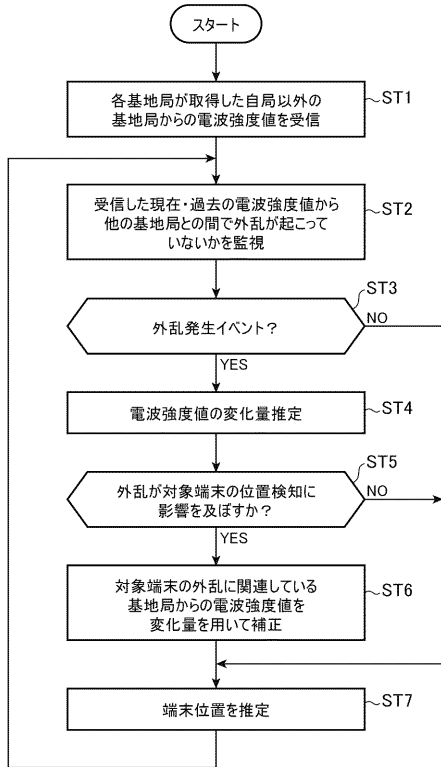 スタート
各基地局が取得した自局以外の
基地局からの電波強度値を受信
ST1
受信した現在・過去の電波強度値から
他の基地局との間で外乱が起こって
いないかを監視
ST2
外乱発生イベント?
ST3
NO
YES
電波強度値の変化量推定
ST4
外乱が対象端末の位置検知に
影響を及ぼすか?
ST5
NO
YES
対象端末の外乱に関連している
基地局からの電波強度値を
変化量を用いて補正
ST6
端末位置を推定
ST7